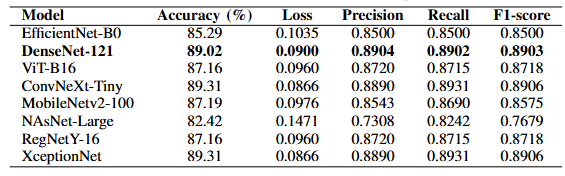 Model Accuracy (%) Loss Precision Recall F1-score
EfficientNet-B0 85.29 0.1035 0.8500 0.8500 0.8500
DenseNet-121 89.02 0.0900 0.8904 0.8902 0.8903
ViT-B16 87.16 0.0960 0.8720 0.8715 0.8718
ConvNeXt-Tiny 89.31 0.0866 0.8890 0.8931 0.8906
MobileNetv2-100 87.19 0.0976 0.8543 0.8690 0.8575
NAsNet-Large 82.42 0.1471 0.7308 0.8242 0.7679
RegNetY-16 87.16 0.0960 0.8720 0.8715 0.8718
XceptionNet 89.31 0.0866 0.8890 0.8931 0.8906